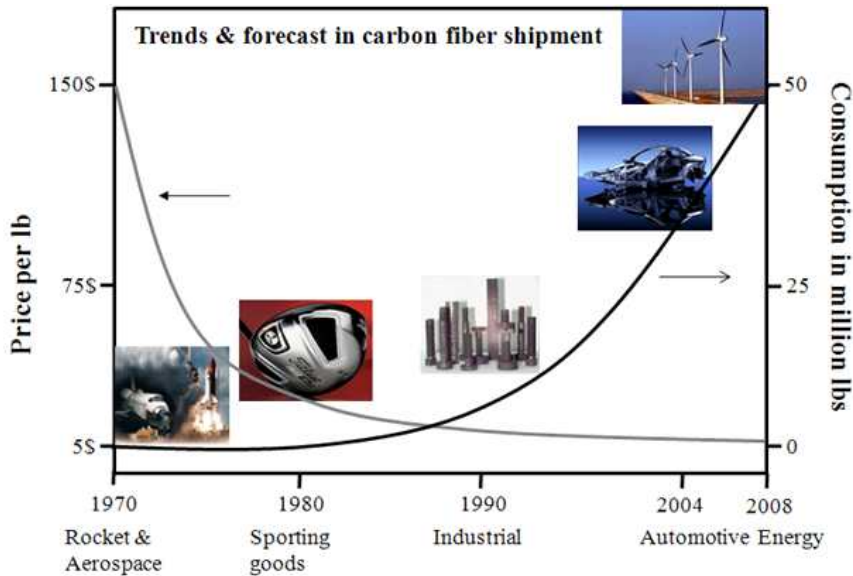 Trends & forecast in carbon fiber shipment
Price per lb
150$
75$
5$
50
25
0
Consumption in million lbs
1970
1980
1990
2004
2008
Rocket &
Aerospace
Sporting
goods
Industrial
Automotive
Energy